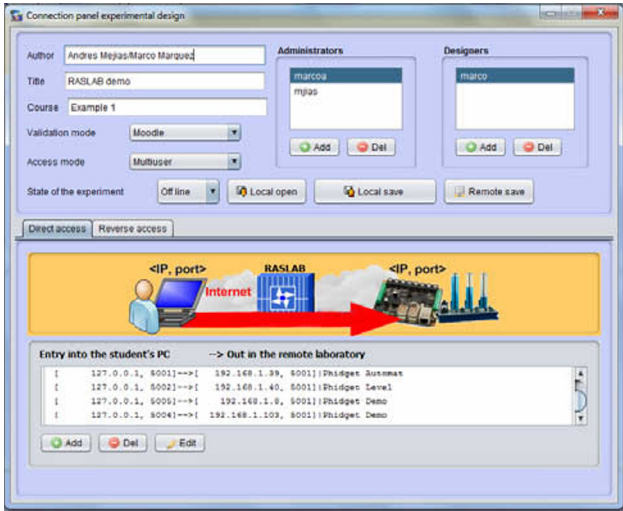 Connection panel experimental design
Author Andres Mejias/Marco Marquez
Title RASLAB demo
Course Example 1
Validation mode Moodle
Access mode Multiuser
State of the experiment Off line Local open Local save Remote save
Administrators
marcoa
mjias
Add Del
Designers
marco
Add Del
Direct access Reverse access
<IP, port> RASLAB <IP, port>
Internet
Entry into the student's PC --> Out in the remote laboratory
[ 127.0.0.1, 5001]-->[ 192.168.1.39, 5001]|Phidget Automat
[ 127.0.0.1, 5002]-->[ 192.168.1.40, 5001]|Phidget Level
[ 127.0.0.1, 5005]-->[ 192.168.1.8, 5001]|Phidget Demo
[ 127.0.0.1, 5004]-->[ 192.168.1.103, 5001]|Phidget Demo
Add Del Edit